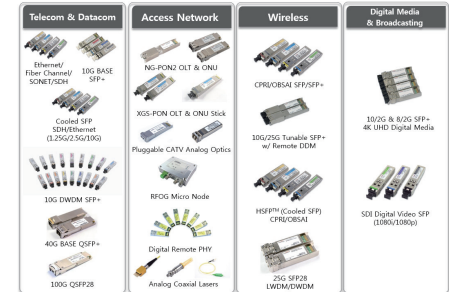 Telecom & Datacom
Ethernet/
Fiber Channel/
SONET/SDH
10G BASE
SFP+
Cooled SFP
SDH/Ethernet
(1.25G/2.5G/10G)
10G DWDM SFP+
40G BASE QSFP+
100G QSFP28
Access Network
NG-PON2 OLT & ONU
XGS-PON OLT & ONU Stick
Pluggable CATV Analog Optics
RFOG Micro Node
Digital Remote PHY
Analog Coaxial Lasers
Wireless
CPRI/OBSAI SFP/SFP+
10G/25G Tunable SFP+
w/ Remote DDM
HSFP™ (Cooled SFP)
CPRI/OBSAI
25G SFP28
LWDM/DWDM
Digital Media
& Broadcasting
10/2G & 8/2G SFP+
4K UHD Digital Media
SDI Digital Video SFP
(1080i/1080p)